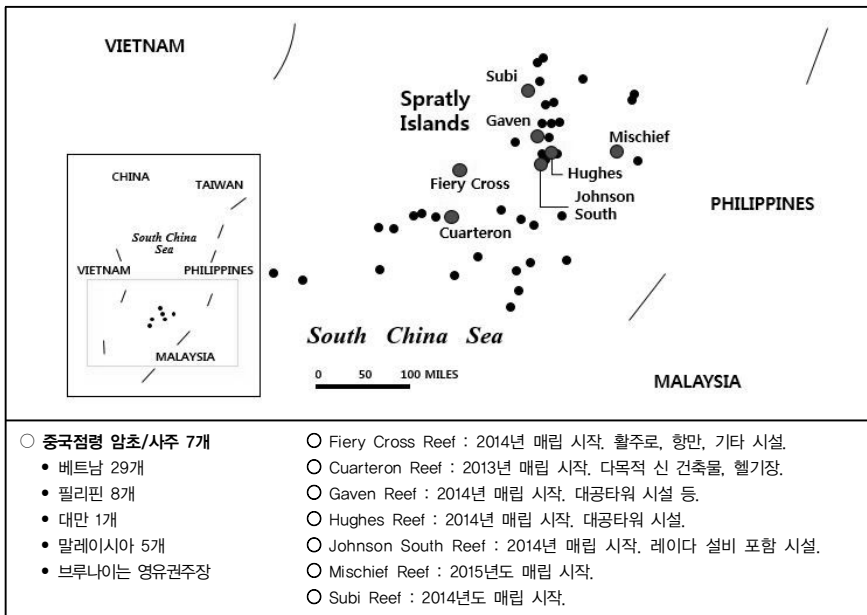 VIETNAM
Subi
Spratly
Islands
Gaven
Mischief
CHINA
TAIWAN
Fiery Cross
Hughes
Johnson
South
PHILIPPINES
South China
Sea
Cuarteron
VIETNAM
PHILIPPINES
South China Sea
MALAYSIA
0 50 100 MILES
MALAYSIA
○ 중국점령 암초/사주 7개
• 베트남 29개
• 필리핀 8개
• 대만 1개
• 말레이시아 5개
• 브루나이는 영유권주장
○ Fiery Cross Reef : 2014년 매립 시작. 활주로, 항만, 기타 시설.
○ Cuarteron Reef : 2013년 매립 시작. 다목적 신 건축물, 헬기장.
○ Gaven Reef : 2014년 매립 시작. 대공타워 시설 등.
○ Hughes Reef : 2014년 매립 시작. 대공타워 시설.
○ Johnson South Reef : 2014년 매립 시작. 레이다 설비 포함 시설.
○ Mischief Reef : 2015년도 매립 시작.
○ Subi Reef : 2014년도 매립 시작.